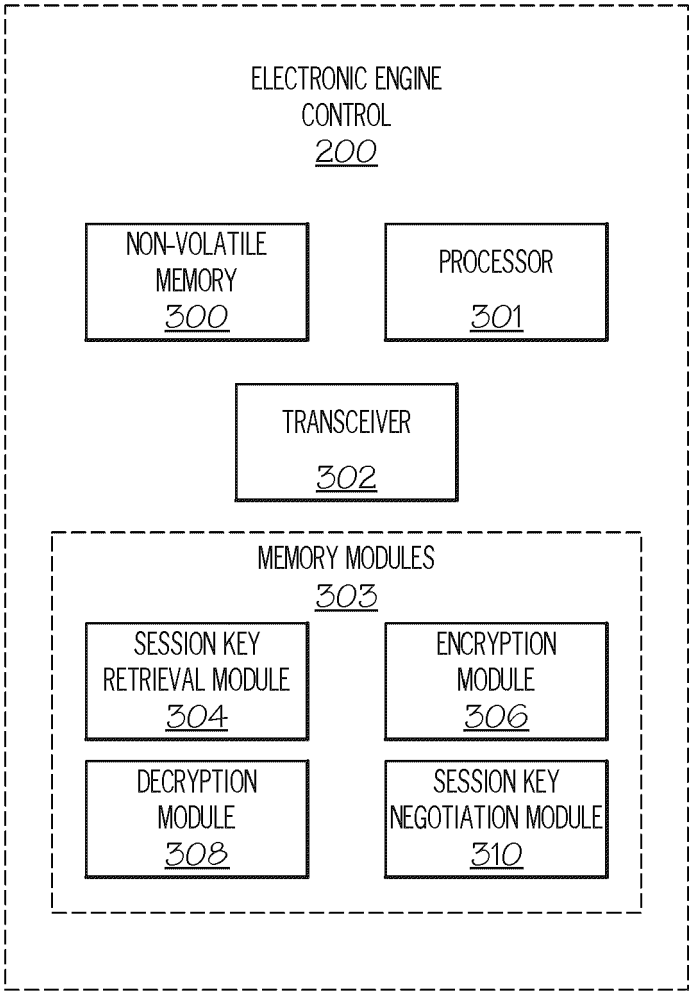 ELECTRONIC ENGINE
CONTROL
200
NON-VOLATILE
MEMORY
300
PROCESSOR
301
TRANSCEIVER
302
MEMORY MODULES
303
SESSION KEY
RETRIEVAL MODULE
304
ENCRYPTION
MODULE
306
DECRYPTION
MODULE
308
SESSION KEY
NEGOTIATION MODULE
310